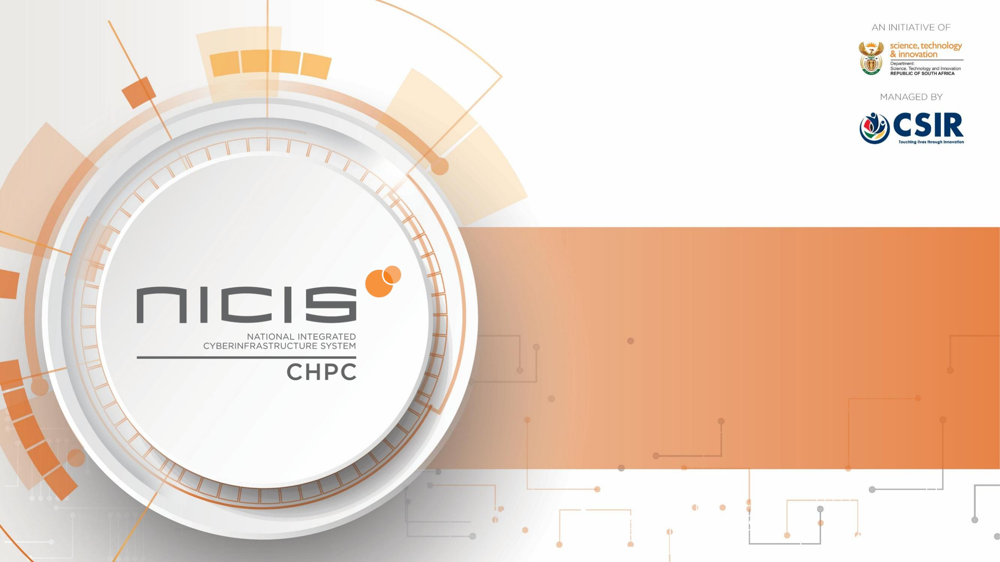 AN INITIATIVE OF
science, technology
& innovation
Department:
Science, Technology and Innovation
REPUBLIC OF SOUTH AFRICA
MANAGED BY
CSIR
Touching lives through innovation
NICIS
NATIONAL INTEGRATED
CYBERINFRASTRUCTURE SYSTEM
CHPC